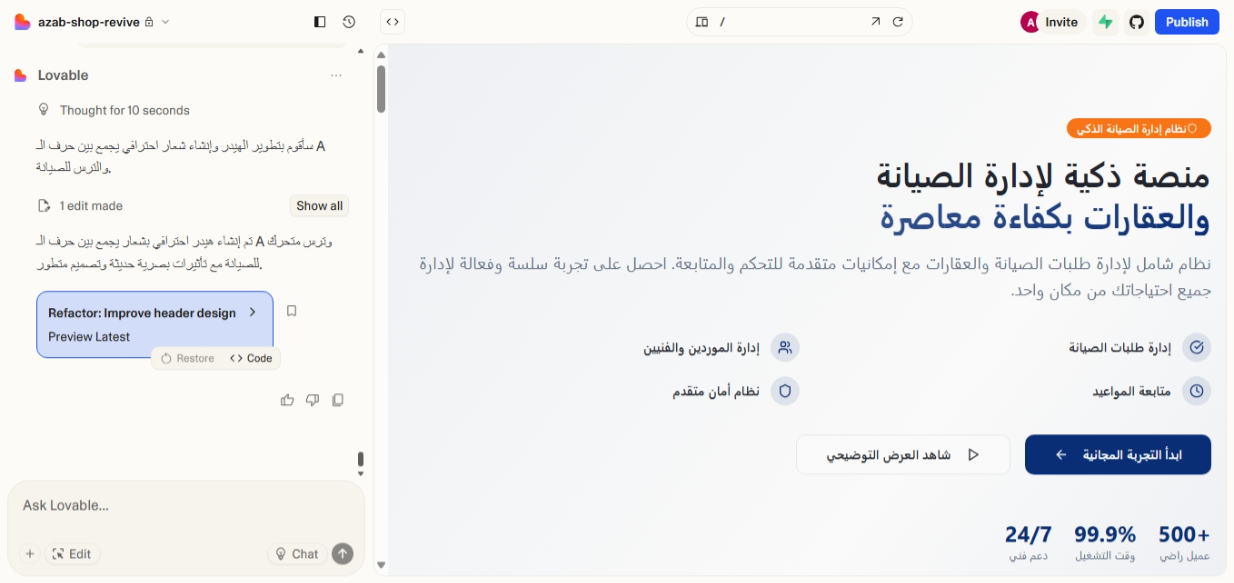 azab-shop-revive
/
Invite
Publish
Lovable
Thought for 10 seconds
سأقوم بتطوير الهيدر وإنشاء شعار احترافي يجمع بين حرف الـ A
والترس للصيانة.
1 edit made
Show all
وترس متحرك A تم إنشاء هيدر احترافي بشعار يجمع بين حرف الـ
للصيانة مع تأثيرات بصرية حديثة وتصميم متطور.
Refactor: Improve header design
Preview Latest
Restore
Code
Ask Lovable...
Edit
Chat
نظام إدارة الصيانة الذكي
منصة ذكية لإدارة الصيانة
والعقارات بكفاءة معاصرة
نظام شامل لإدارة طلبات الصيانة والعقارات مع إمكانيات متقدمة للتحكم والمتابعة. احصل على تجربة سلسة وفعالة لإدارة
جميع احتياجاتك من مكان واحد.
إدارة طلبات الصيانة
إدارة الموردين والفنيين
متابعة المواعيد
نظام أمان متقدم
ابدأ التجربة المجانية
شاهد العرض التوضيحي
500+
عميل راضي
99.9%
وقت التشغيل
24/7
دعم فني
A